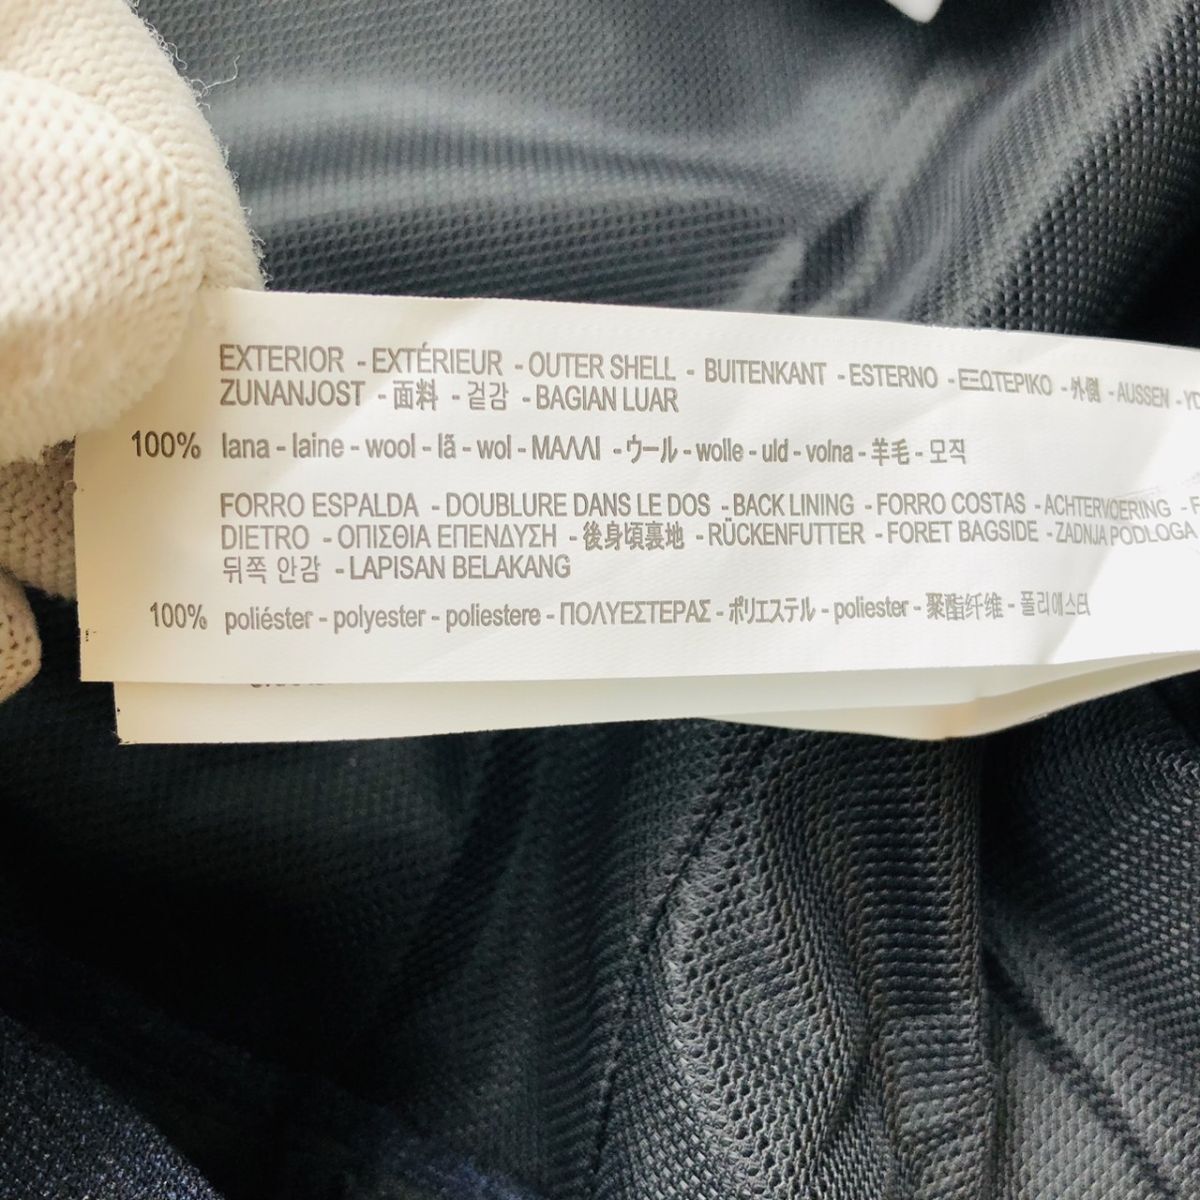 EXTERIOR - EXTÉRIEUR - OUTER SHELL - BUITENKANT - ESTERNO - ΕΞΩΤΕΡΙΚΟ - 外側 - AUSSEN -
ZUNANJOST - 面料 - 겉감 - BAGIAN LUAR
100% lana - laine - wool - lã - wol - ΜΑΛΛΙ - ウール - wolle - uld - volna - 羊毛 - 모직
FORRO ESPALDA - DOUBLURE DANS LE DOS - BACK LINING - FORRO COSTAS - ACHTERVOERING -
DIETRO - ΟΠΙΣΘΙΑ ΕΠΕΝΔΥΣΗ - 後身頃裏地 - RÜCKENFUTTER - FORET BAGSIDE - ZADNJA PODLOGA
뒤쪽 안감 - LAPISAN BELAKANG
100% poliéster - polyester - poliestere - ΠΟΛΥΕΣΤΕΡΑΣ - ポリエステル - poliester - 聚酯纤维 - 폴리에스터